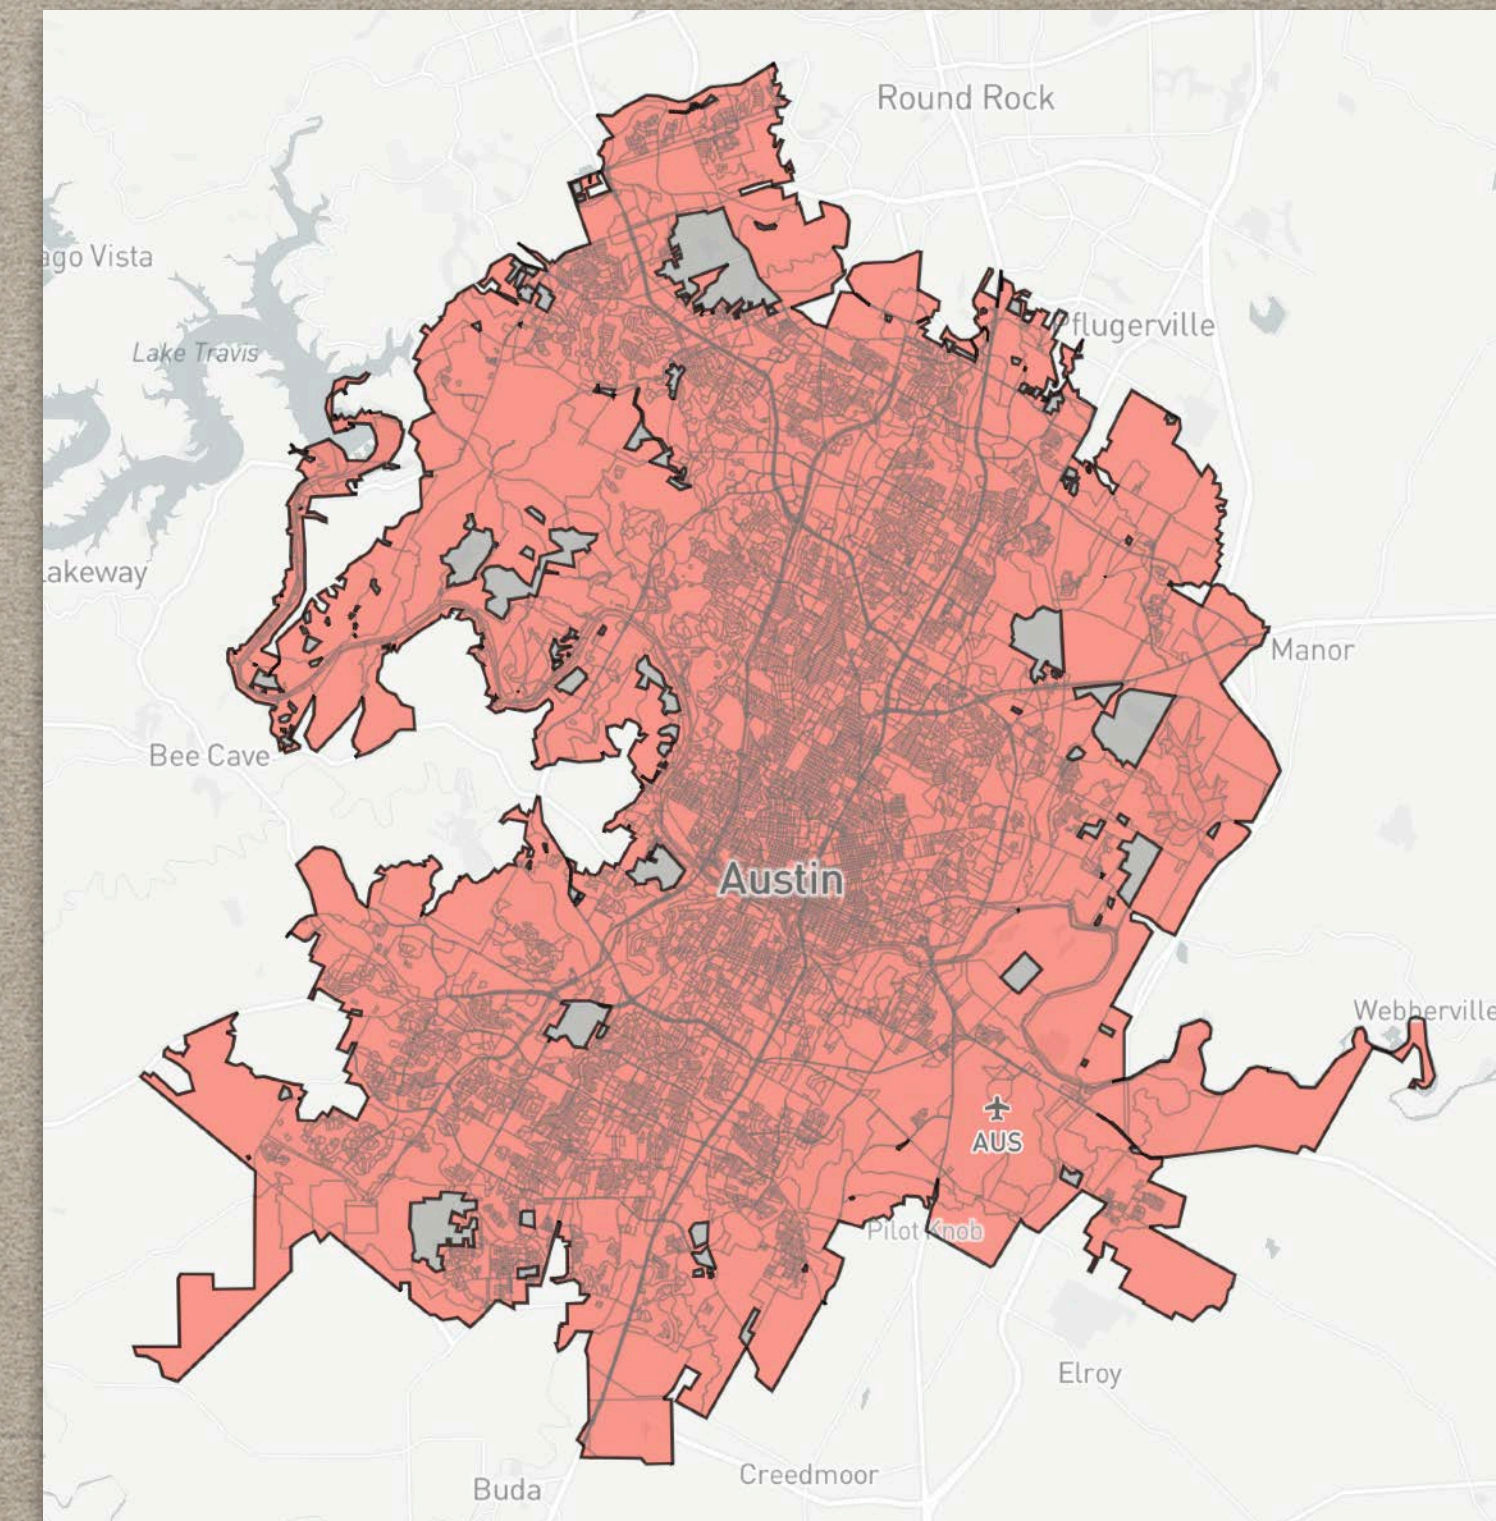 Round Rock
ago Vista
Pflugerville
Lake Travis
akeway
Manor
Bee Cave
Austin
Webberville
AUS
Pilot Knob
Elroy
Creedmoor
Buda